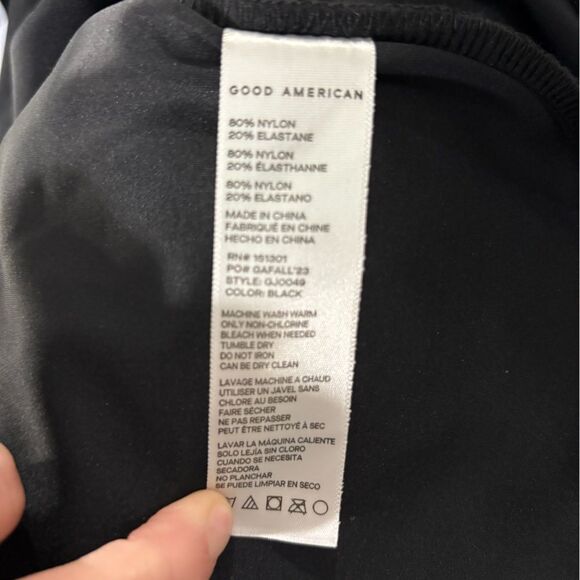 GOOD AMERICAN
80% NYLON
20% ELASTANE
80% NYLON
20% ÉLASTHANNE
80% NYLON
20% ELASTANO
MADE IN CHINA
FABRIQUÉ EN CHINE
HECHO EN CHINA
RN# 151301
PO# GAFALL'23
STYLE: GJ0049
COLOR: BLACK
MACHINE WASH WARM
ONLY NON-CHLORINE
BLEACH WHEN NEEDED
TUMBLE DRY
DO NOT IRON
CAN BE DRY CLEAN
LAVAGE MACHINE A CHAUD
UTILISER UN JAVEL SANS
CHLORE AU BESOIN
FAIRE SÉCHER
NE PAS REPASSER
PEUT ÊTRE NETTOYÉ À SEC
LAVAR LA MÁQUINA CALIENTE
SOLO LEJÍA SIN CLORO
CUANDO SE NECESITA
SECADORA
NO PLANCHAR
SE PUEDE LIMPIAR EN SECO